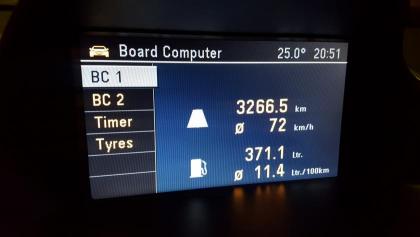 Board Computer 25.0° 20:51
BC 1
BC 2
Timer
Tyres
3266.5 km
Ø 72 km/h
371.1 Ltr.
Ø 11.4 Ltr./100km